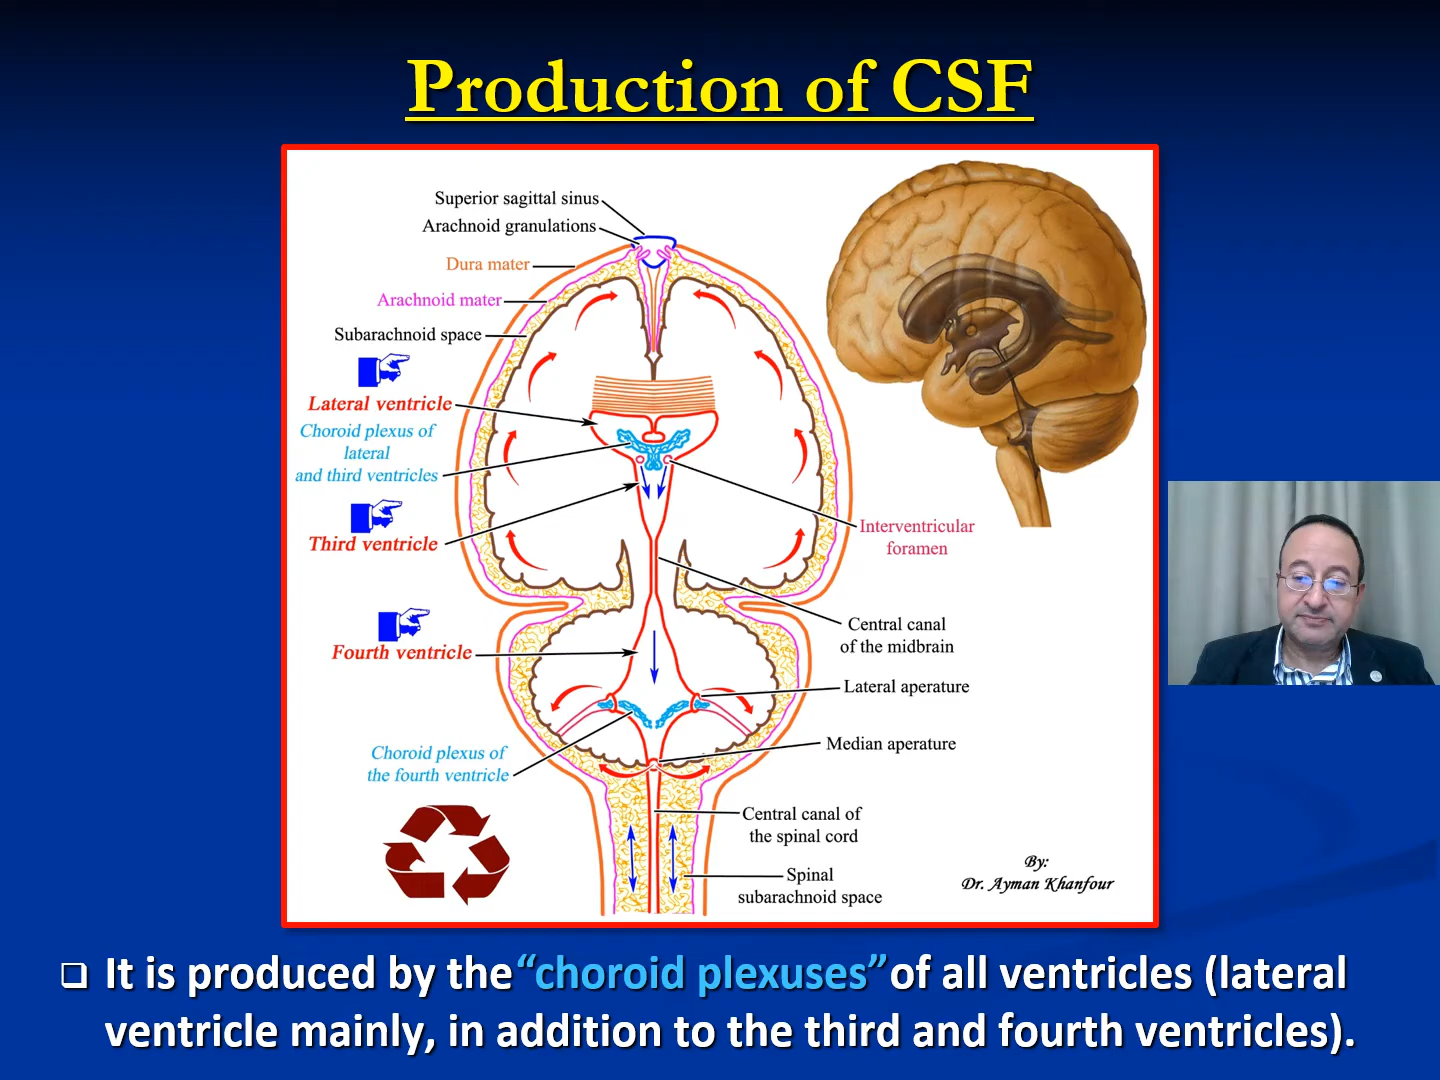 Production of CSF
Superior sagittal sinus
Arachnoid granulations
Dura mater
Arachnoid mater
Subarachnoid space
Lateral ventricle
Choroid plexus of
lateral
and third ventricles
Third ventricle
Interventricular
foramen
Central canal
of the midbrain
Fourth ventricle
Lateral aperature
Median aperature
Choroid plexus of
the fourth ventricle
Central canal of
the spinal cord
Spinal
subarachnoid space
By:
Dr. Ayman Khanfour
It is produced by the “choroid plexuses” of all ventricles (lateral
ventricle mainly, in addition to the third and fourth ventricles).